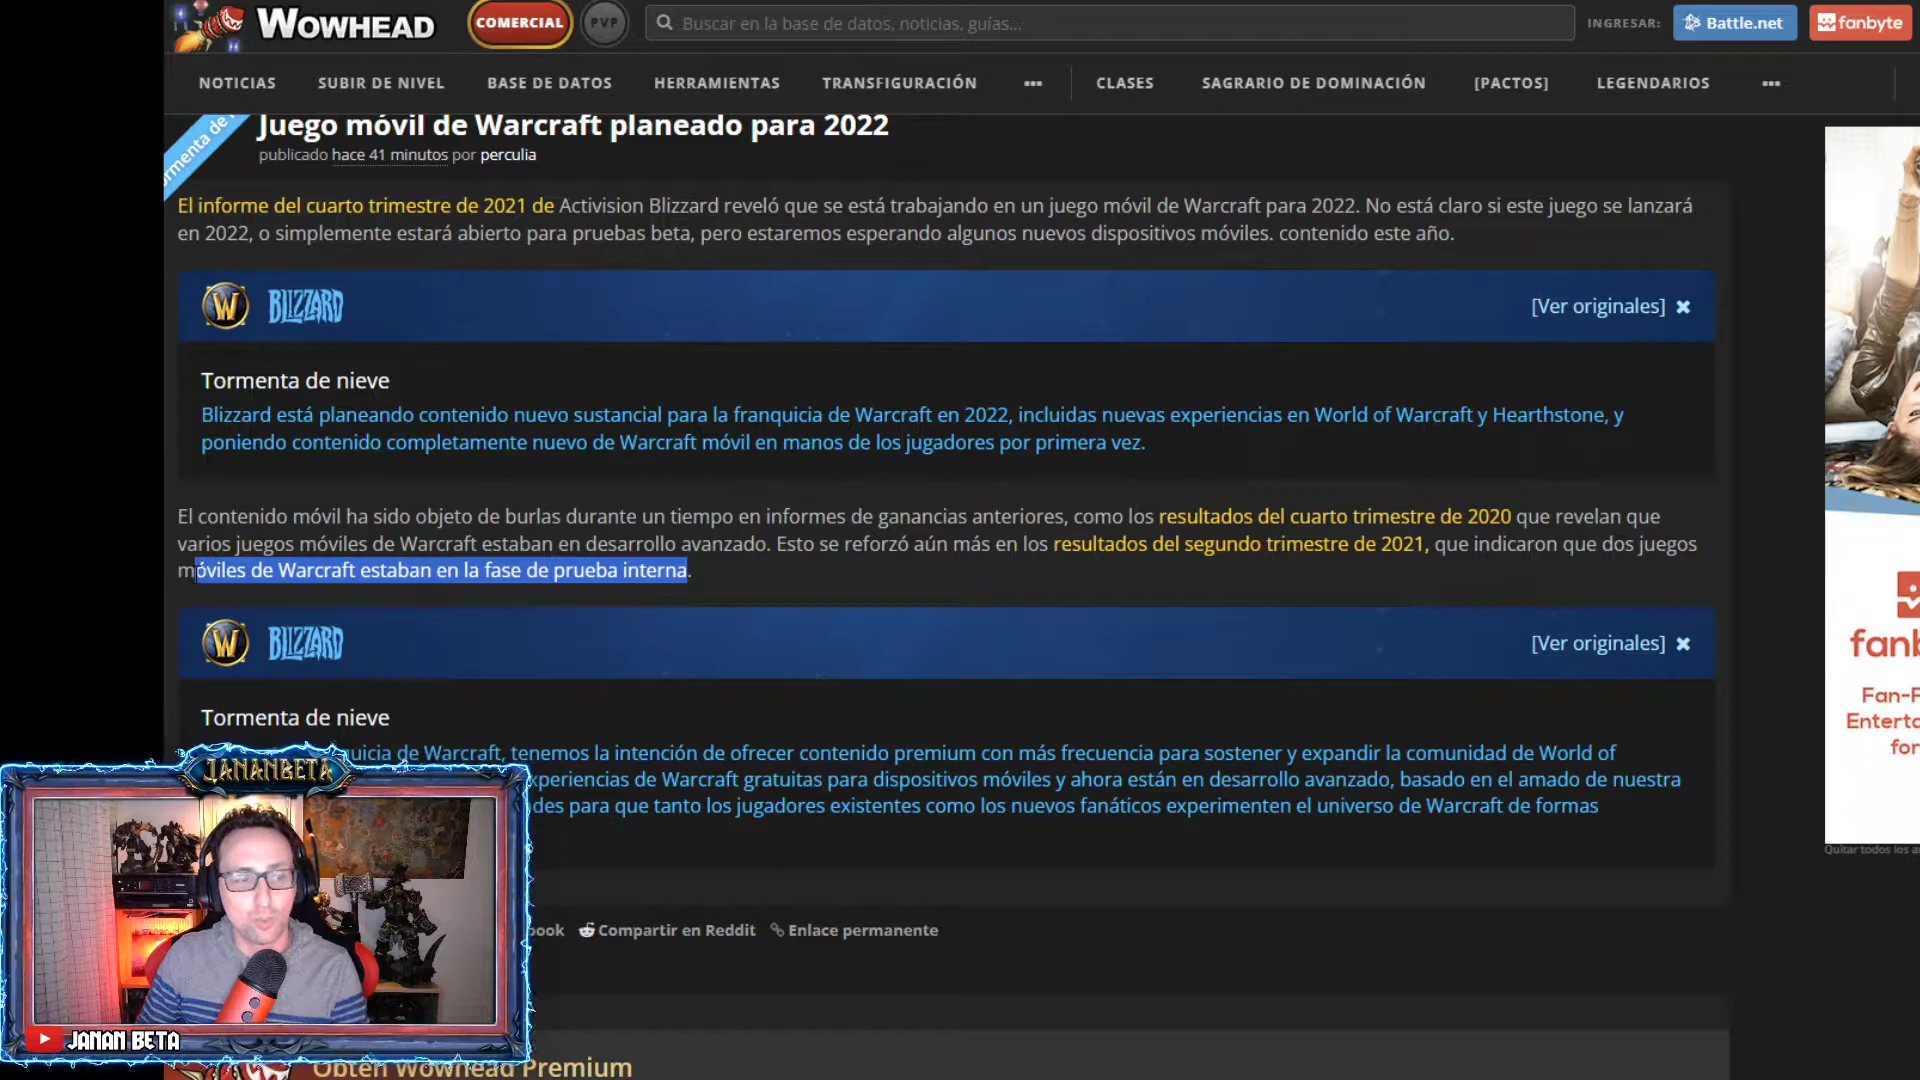 WOWHEAD
COMERCIAL
PVP
Buscar en la base de datos, noticias, guías...
INGRESAR:
Battle.net
fanbyte
NOTICIAS
SUBIR DE NIVEL
BASE DE DATOS
HERRAMIENTAS
TRANSFIGURACIÓN
CLASES
SAGRARIO DE DOMINACIÓN
[PACTOS]
LEGENDARIOS
Juego móvil de Warcraft planeado para 2022
publicado hace 41 minutos por perculia
El informe del cuarto trimestre de 2021 de Activision Blizzard reveló que se está trabajando en un juego móvil de Warcraft para 2022. No está claro si este juego se lanzará
en 2022, o simplemente estará abierto para pruebas beta, pero estaremos esperando algunos nuevos dispositivos móviles. contenido este año.
W BLIZZARD
[Ver originales]
Tormenta de nieve
Blizzard está planeando contenido nuevo sustancial para la franquicia de Warcraft en 2022, incluidas nuevas experiencias en World of Warcraft y Hearthstone, y
poniendo contenido completamente nuevo de Warcraft móvil en manos de los jugadores por primera vez.
El contenido móvil ha sido objeto de burlas durante un tiempo en informes de ganancias anteriores, como los resultados del cuarto trimestre de 2020 que revelan que
varios juegos móviles de Warcraft estaban en desarrollo avanzado. Esto se reforzó aún más en los resultados del segundo trimestre de 2021, que indicaron que dos juegos
móviles de Warcraft estaban en la fase de prueba interna.
W BLIZZARD
[Ver originales]
Tormenta de nieve
de Warcraft, tenemos la intención de ofrecer contenido premium con más frecuencia para sostener y expandir la comunidad de World of
xperiencias de Warcraft gratuitas para dispositivos móviles y ahora están en desarrollo avanzado, basado en el amado de nuestra
des para que tanto los jugadores existentes como los nuevos fanáticos experimenten el universo de Warcraft de formas
Compartir en Reddit
Enlace permanente
JANANBETA
JANAN BETA
Obtén Wowhead Premium
Quitar todos los